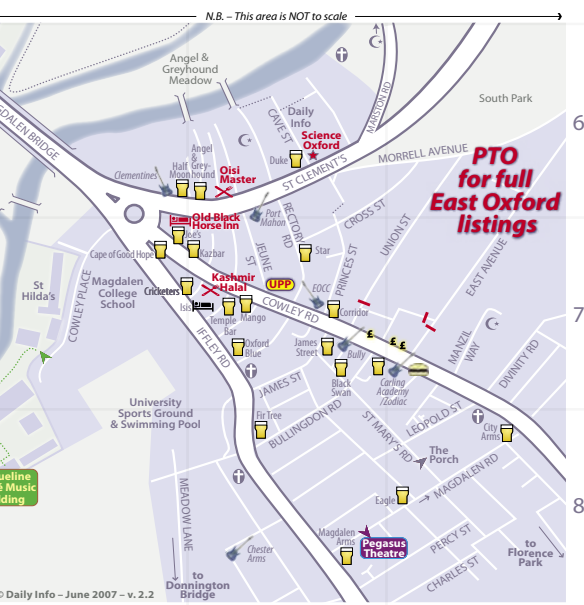 N.B. – This area is NOT to scale
Angel &
Greyhound
Meadow
South Park
MARSTON RD
6
Daily
Info
CAVE ST
Science
Oxford
Duke
MORRELL AVENUE
PTO
for full
East Oxford
listings
GDALEN BRIDGE
Angel
&
Half
Moon
Grey-
hound
Clementines
Oisi
Master
ST CLEMENT'S
Port
Mahon
Old Black
Horse Inn
Joe's
Kazbar
Cape of Good Hope
RECTORY
RD
CROSS ST
UNION ST
EAST AVENUE
JEUNE
ST
Star
PRINCES ST
St
Hilda's
Magdalen
College
School
COWLEY PLACE
Cricketers
Kashmir
Halal
UPP
EOCC
Isis
Temple
Bar
Mango
COWLEY RD
Corridor
7
IFFLEY RD
Oxford
Blue
James
Street
Bully
£
£
£
MANZIL
WAY
DIVINITY RD
Black
Swan
Carling
Academy
/Zodiac
JAMES ST
University
Sports Ground
& Swimming Pool
Fir Tree
BULLINGDON RD
ST MARY'S RD
LEOPOLD ST
City
Arms
The
Porch
MAGDALEN RD
ueline
é Music
lding
MEADOW LANE
Eagle
8
Magdalen
Arms
Pegasus
Theatre
PERCY ST
Chester
Arms
to
Florence
Park
CHARLES ST
to
Donnington
Bridge
© Daily Info – June 2007 – v. 2.2